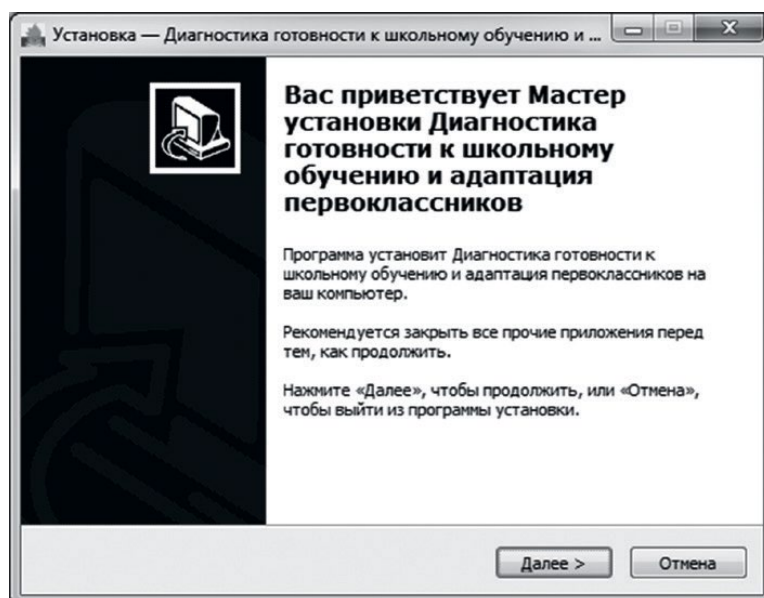 Установка — Диагностика готовности к школьному обучению и ...
Вас приветствует Мастер
установки Диагностика
готовности к школьному
обучению и адаптация
первоклассников
Программа установит Диагностика готовности к
школьному обучению и адаптация первоклассников на
ваш компьютер.
Рекомендуется закрыть все прочие приложения перед
тем, как продолжить.
Нажмите «Далее», чтобы продолжить, или «Отмена»,
чтобы выйти из программы установки.
Далее > Отмена